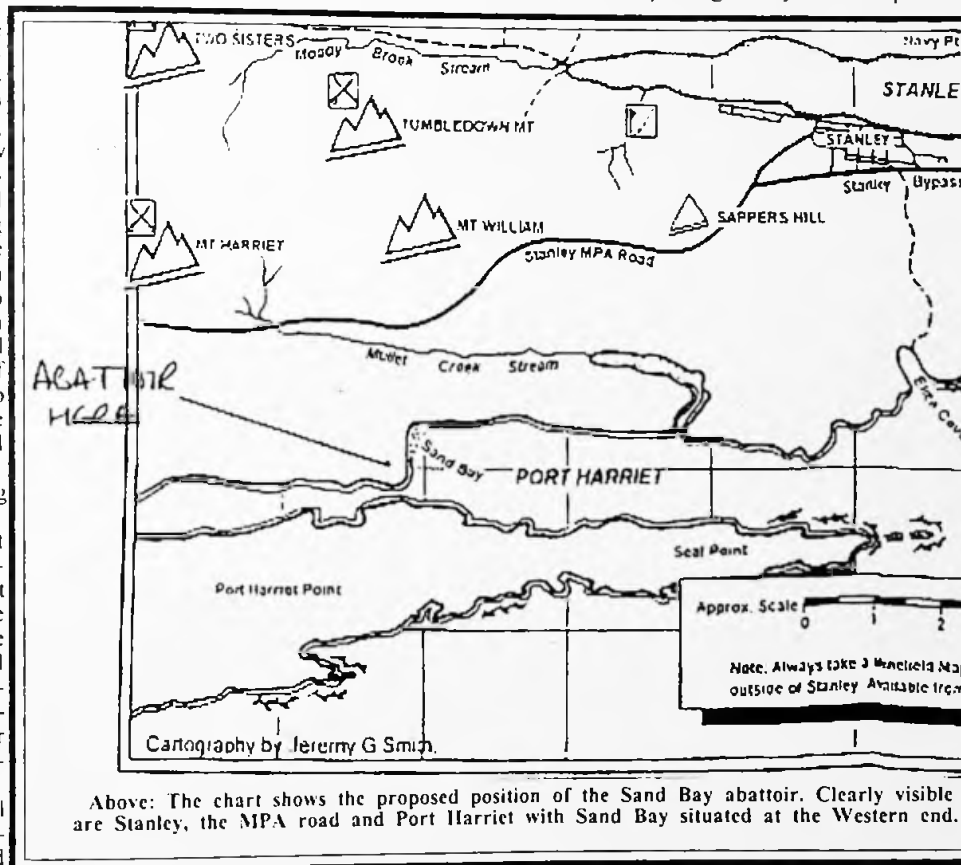 TWO SISTERS
Moody Brook Stream
Navy Pt
STANLE
TUMBLEDOWN MT
STANLEY
Stanley Bypass
SAPPERS HILL
MT WILLIAM
MT HARRIET
Stanley MPA Road
Mullet Creek Stream
ABATTOIR
HERE
Sand Bay
PORT HARRIET
Seal Point
Port Harriet Point
Approx. Scale
0 1 2
Note. Always take a Minefield Map
outside of Stanley Available from
Cartography by Jeremy G Smith.
Above: The chart shows the proposed position of the Sand Bay abattoir. Clearly visible
are Stanley, the MPA road and Port Harriet with Sand Bay situated at the Western end.